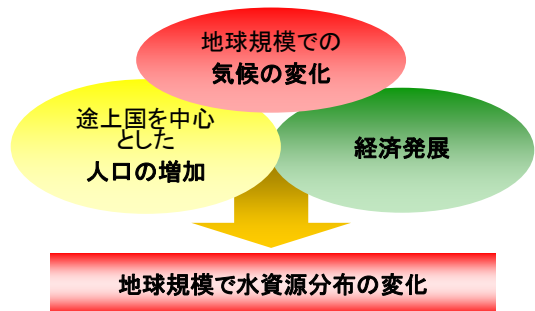 地球規模での
気候の変化
途上国を中心
とした
人口の増加
経済発展
地球規模で水資源分布の変化